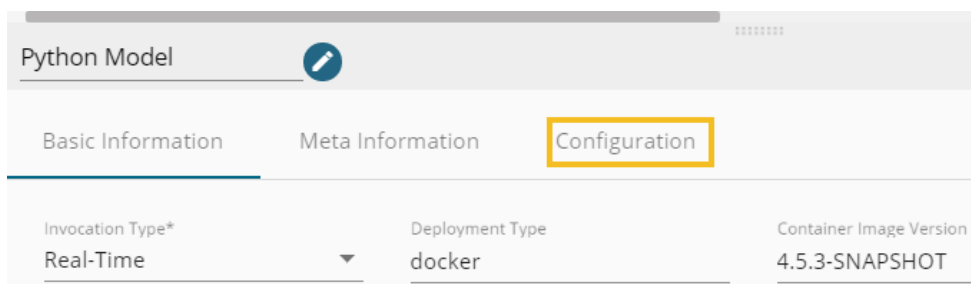 Python Model
Basic Information Meta Information Configuration
Invocation Type* Deployment Type Container Image Version
Real-Time docker 4.5.3-SNAPSHOT